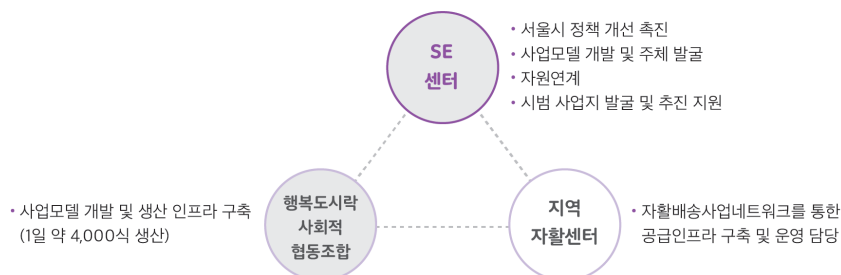 SE
센터
• 서울시 정책 개선 촉진
• 사업모델 개발 및 주체 발굴
• 자원연계
• 시범 사업지 발굴 및 추진 지원
• 사업모델 개발 및 생산 인프라 구축
(1일 약 4,000식 생산)
행복도시락
사회적
협동조합
지역
자활센터
• 자활배송사업네트워크를 통한
공급인프라 구축 및 운영 담당